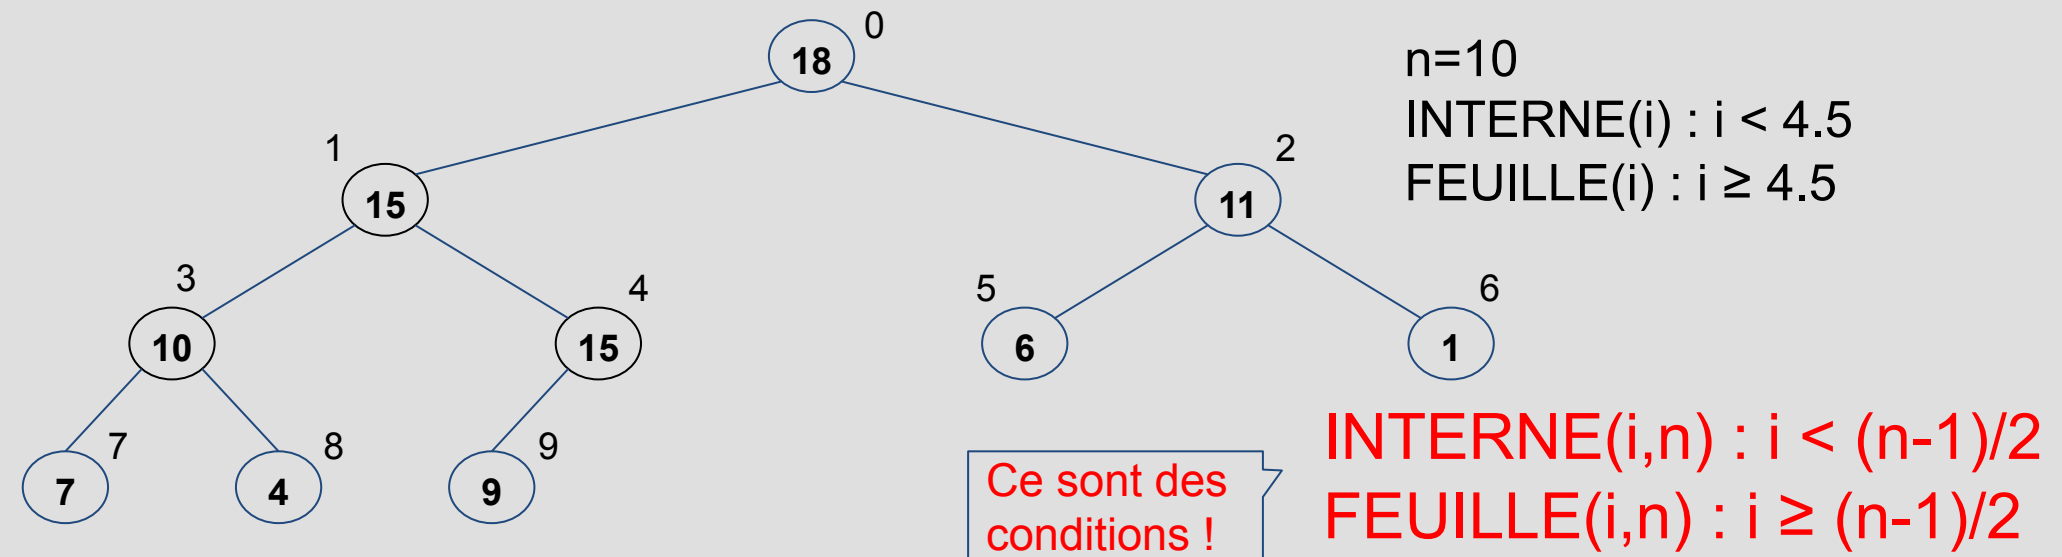 0
18
n=10
INTERNE(i) : i < 4.5
FEUILLE(i) : i ≥ 4.5
1
2
15
11
3
4
5
6
10
15
6
1
7
8
9
7
4
9
INTERNE(i,n) : i < (n-1)/2
FEUILLE(i,n) : i ≥ (n-1)/2
Ce sont des
conditions !